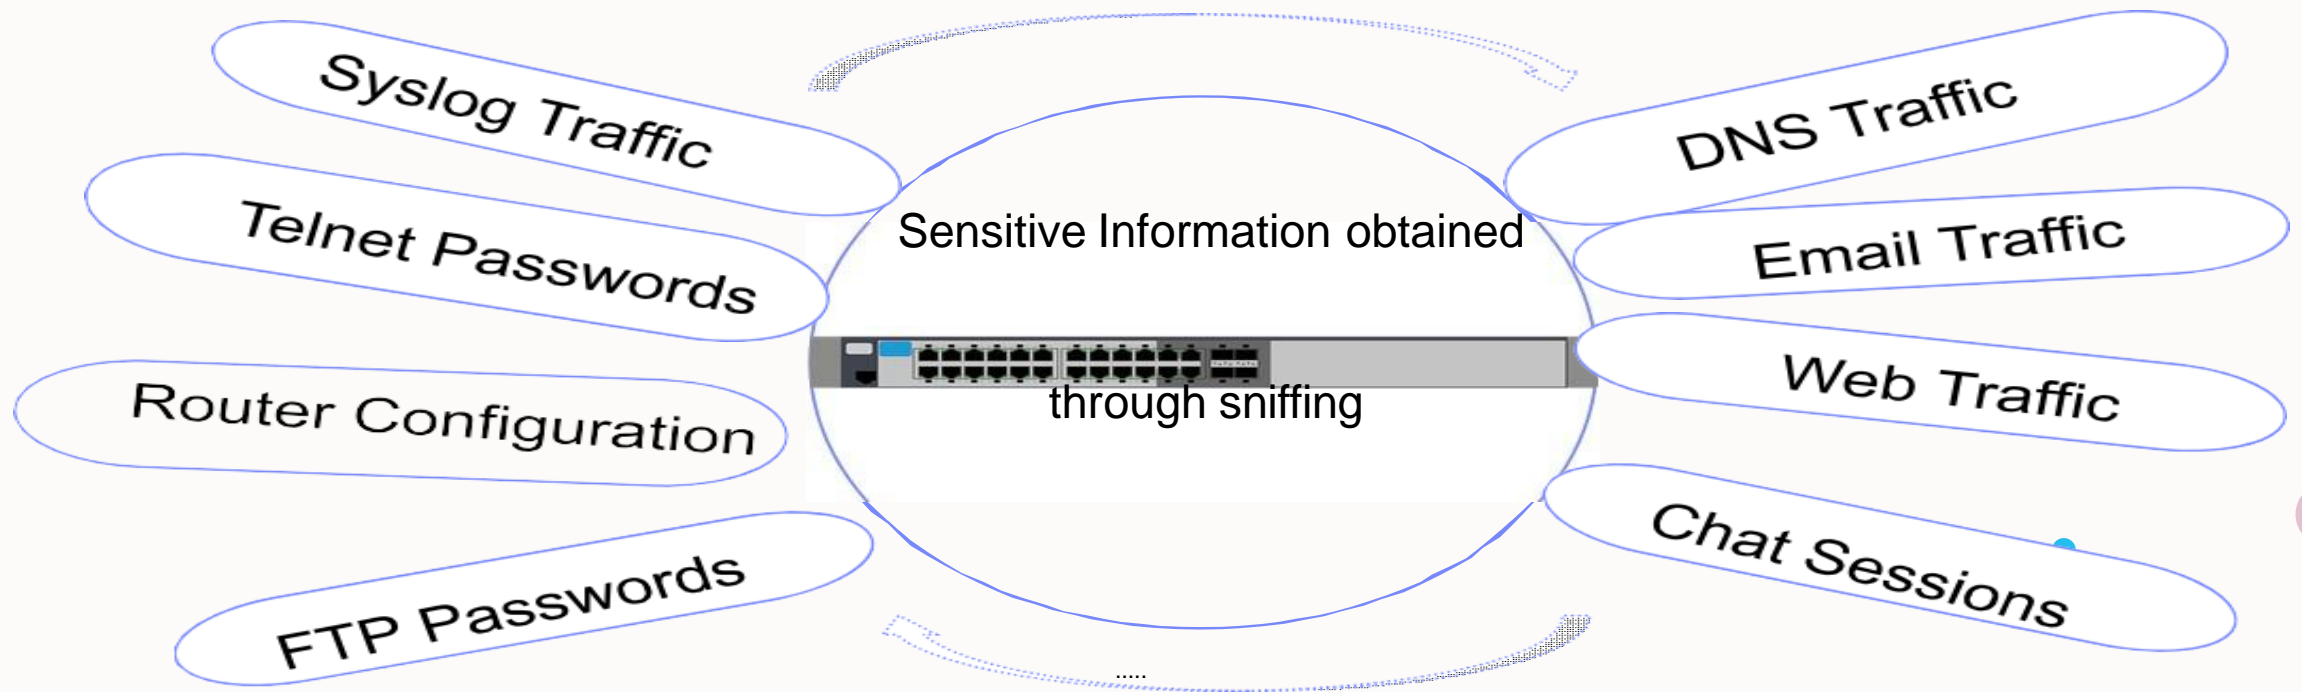 Syslog Traffic
Telnet Passwords
Router Configuration
FTP Passwords
Sensitive Information obtained
through sniffing
DNS Traffic
Email Traffic
Web Traffic
Chat Sessions
.....